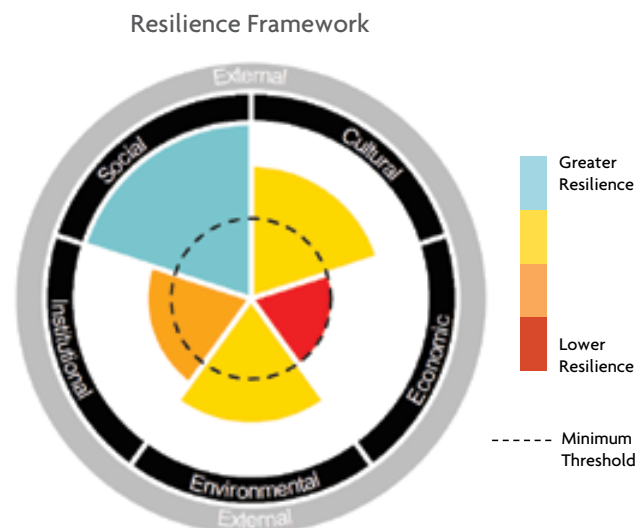 Resilience Framework
External
Social
Cultural
Institutional
Economic
Environmental
External
Greater
Resilience
Lower
Resilience
Minimum
Threshold